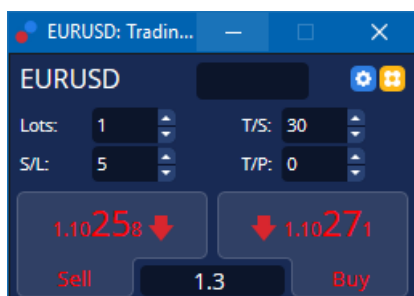 EURUSD: Tradin...
EURUSD
Lots: 1 T/S: 30
S/L: 5 T/P: 0
1.10258 1.10271
Sell 1.3 Buy